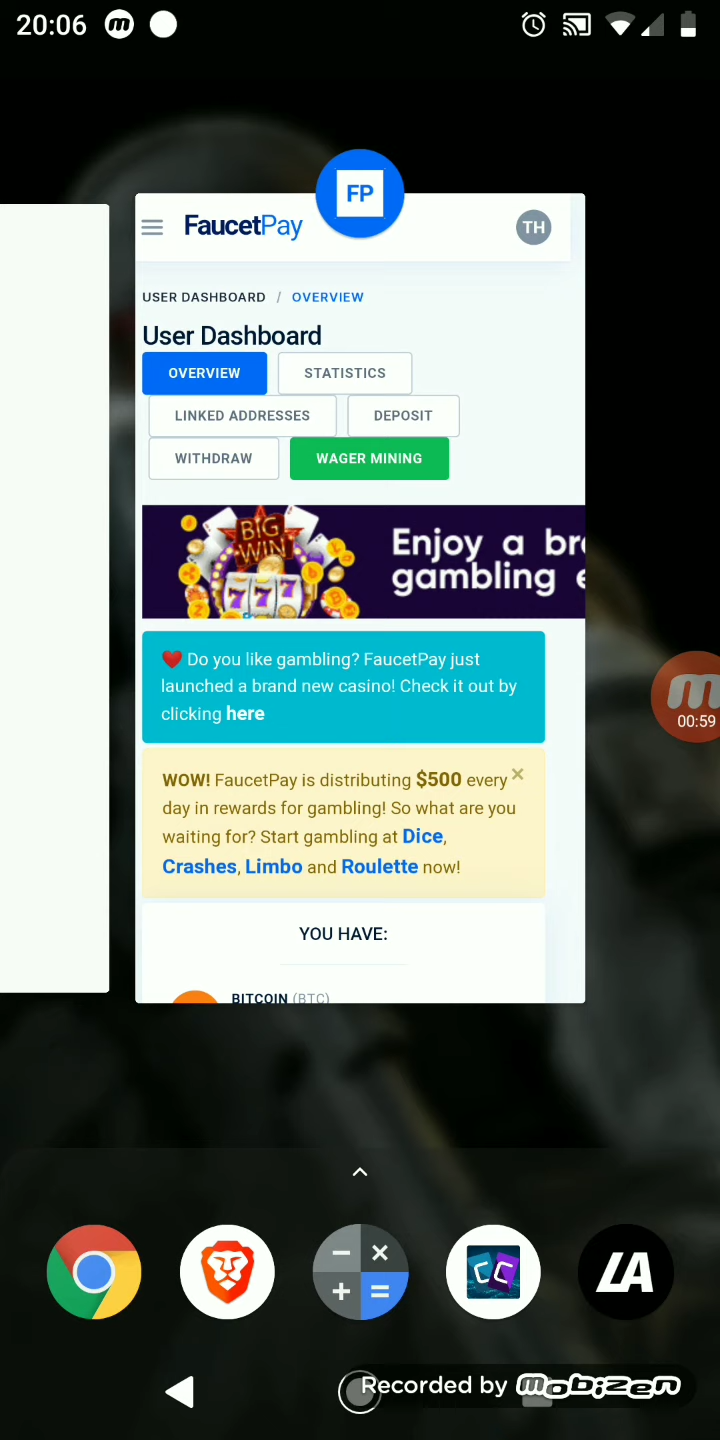 20:06
FP
FaucetPay
TH
USER DASHBOARD / OVERVIEW
User Dashboard
OVERVIEW
STATISTICS
LINKED ADDRESSES
DEPOSIT
WITHDRAW
WAGER MINING
BIG
WIN
777
Enjoy a br
gambling
❤️ Do you like gambling? FaucetPay just
launched a brand new casino! Check it out by
clicking here
WOW! FaucetPay is distributing $500 every ×
day in rewards for gambling! So what are you
waiting for? Start gambling at Dice,
Crashes, Limbo and Roulette now!
YOU HAVE:
BITCOIN (BTC)
m
00:59
CC
LA
Recorded by mobizen